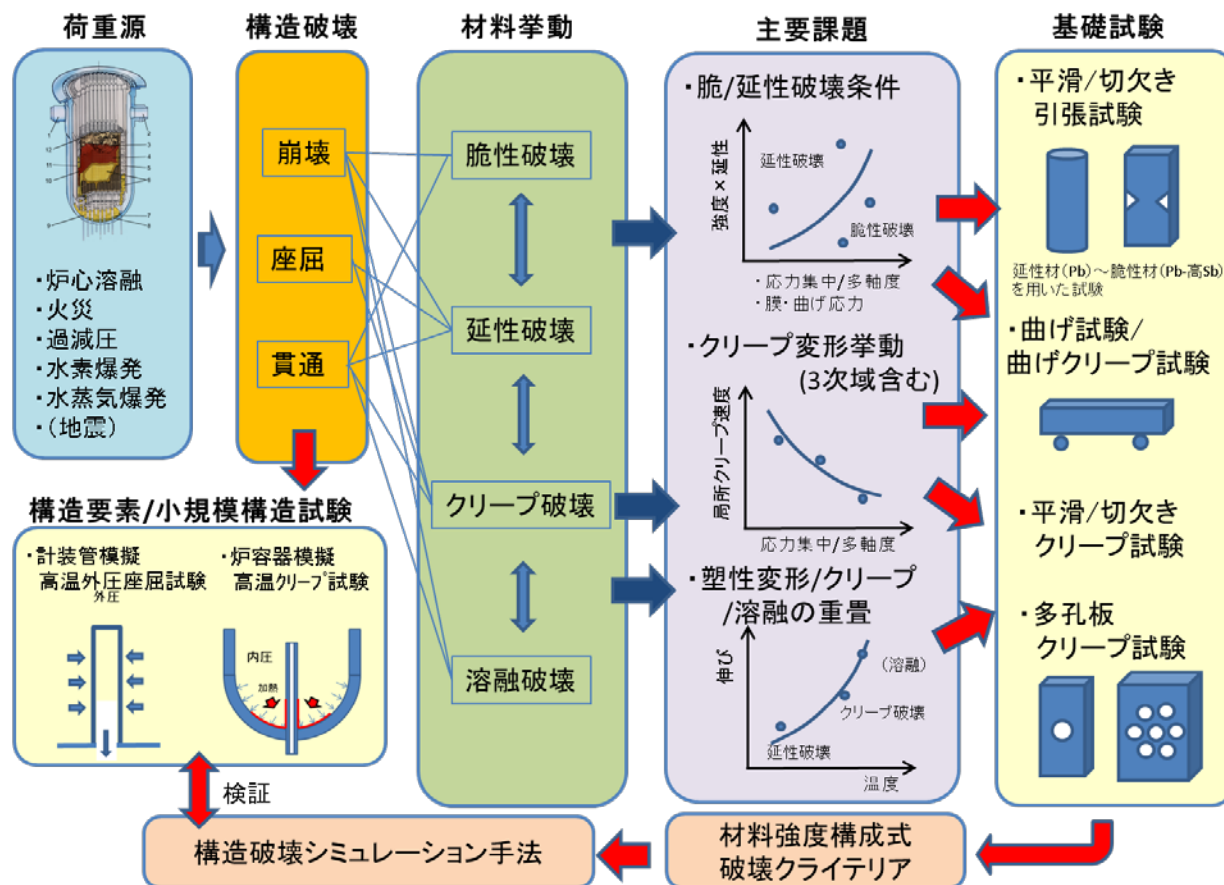 荷重源
構造破壊
材料挙動
主要課題
基礎試験
・炉心溶融
・火災
・過減圧
・水素爆発
・水蒸気爆発
・(地震)
崩壊
座屈
貫通
脆性破壊
延性破壊
クリープ破壊
溶融破壊
・脆/延性破壊条件
強度×延性
延性破壊
脆性破壊
・応力集中/多軸度
・膜・曲げ応力
・クリープ変形挙動
(3次域含む)
局所クリープ速度
応力集中/多軸度
・塑性変形/クリープ
/溶融の重畳
伸び
(溶融)
クリープ破壊
延性破壊
温度
・平滑/切欠き
引張試験
延性材(Pb)～脆性材(Pb-高Sb)
を用いた試験
・曲げ試験/
曲げクリープ試験
・平滑/切欠き
クリープ試験
・多孔板
クリープ試験
構造要素/小規模構造試験
・計装管模擬
高温外圧座屈試験
外圧
・炉容器模擬
高温クリープ試験
内圧
加熱
検証
構造破壊シミュレーション手法
材料強度構成式
破壊クライテリア